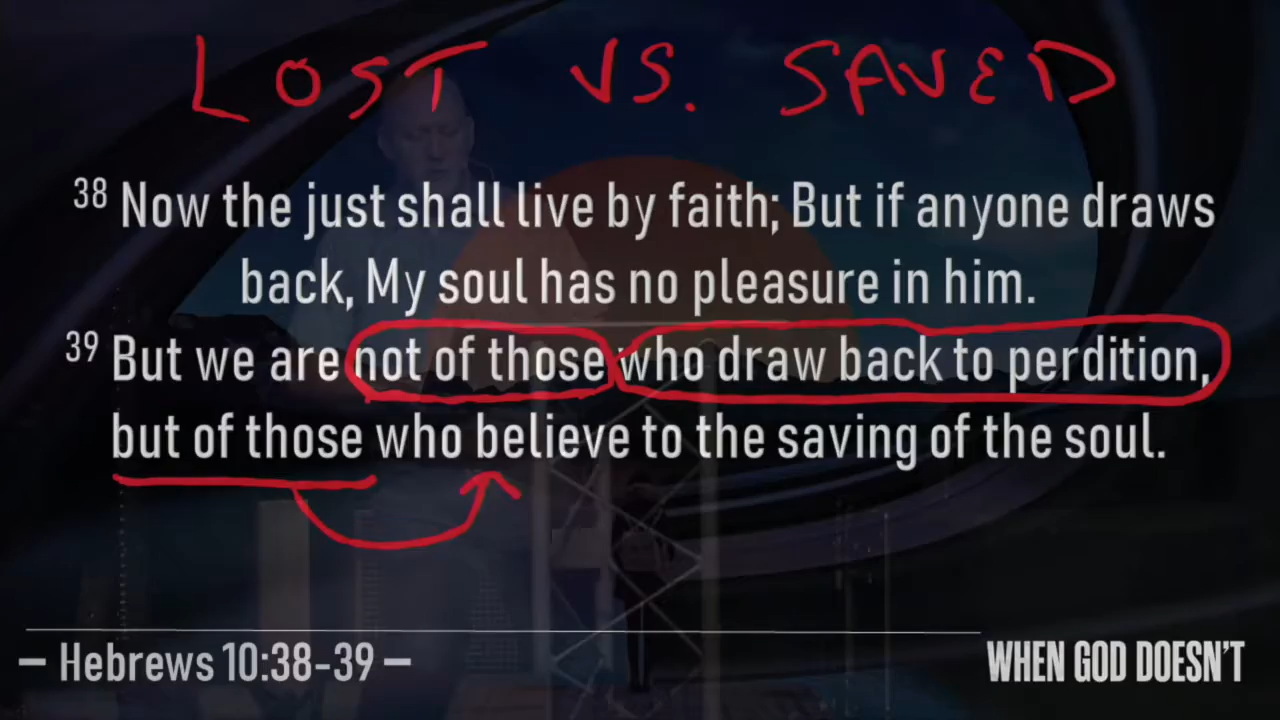 LOST VS. SAVED
38 Now the just shall live by faith; But if anyone draws
back, My soul has no pleasure in him.
39 But we are not of those who draw back to perdition,
but of those who believe to the saving of the soul.
– Hebrews 10:38-39 –
WHEN GOD DOESN'T